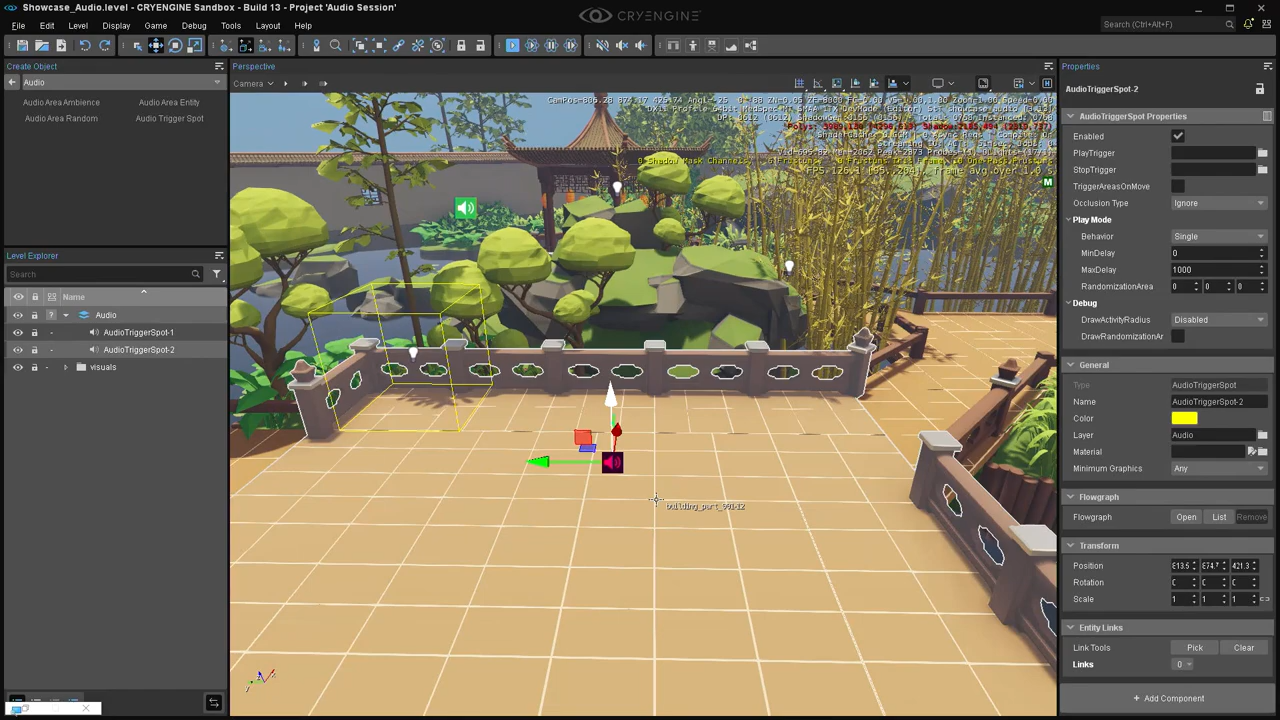 Showcase_Audio.level - CRYENGINE Sandbox - Build 13 - Project 'Audio Session'
CRYENGINE
File Edit Level Display Game Debug Tools Layout Help
Search (Ctrl+Alt+F)
Create Object
Audio
Audio Area Ambience Audio Area Entity
Audio Area Random Audio Trigger Spot
Level Explorer
Search
Name
Audio
AudioTriggerSpot-1
AudioTriggerSpot-2
visuals
Perspective
Camera
building_part_991-12
Properties
AudioTriggerSpot-2
AudioTriggerSpot Properties
Enabled
PlayTrigger
StopTrigger
TriggerAreasOnMove
Occlusion Type Ignore
Play Mode
Behavior Single
MinDelay 0
MaxDelay 1000
RandomizationArea 0 0 0
Debug
DrawActivityRadius Disabled
DrawRandomizationAr
General
Type AudioTriggerSpot
Name AudioTriggerSpot-2
Color
Layer Audio
Material
Minimum Graphics Any
Flowgraph
Flowgraph Open List Remove
Transform
Position
Rotation
Scale 1 1 1
Entity Links
Link Tools Pick Clear
Links 0
Add Component